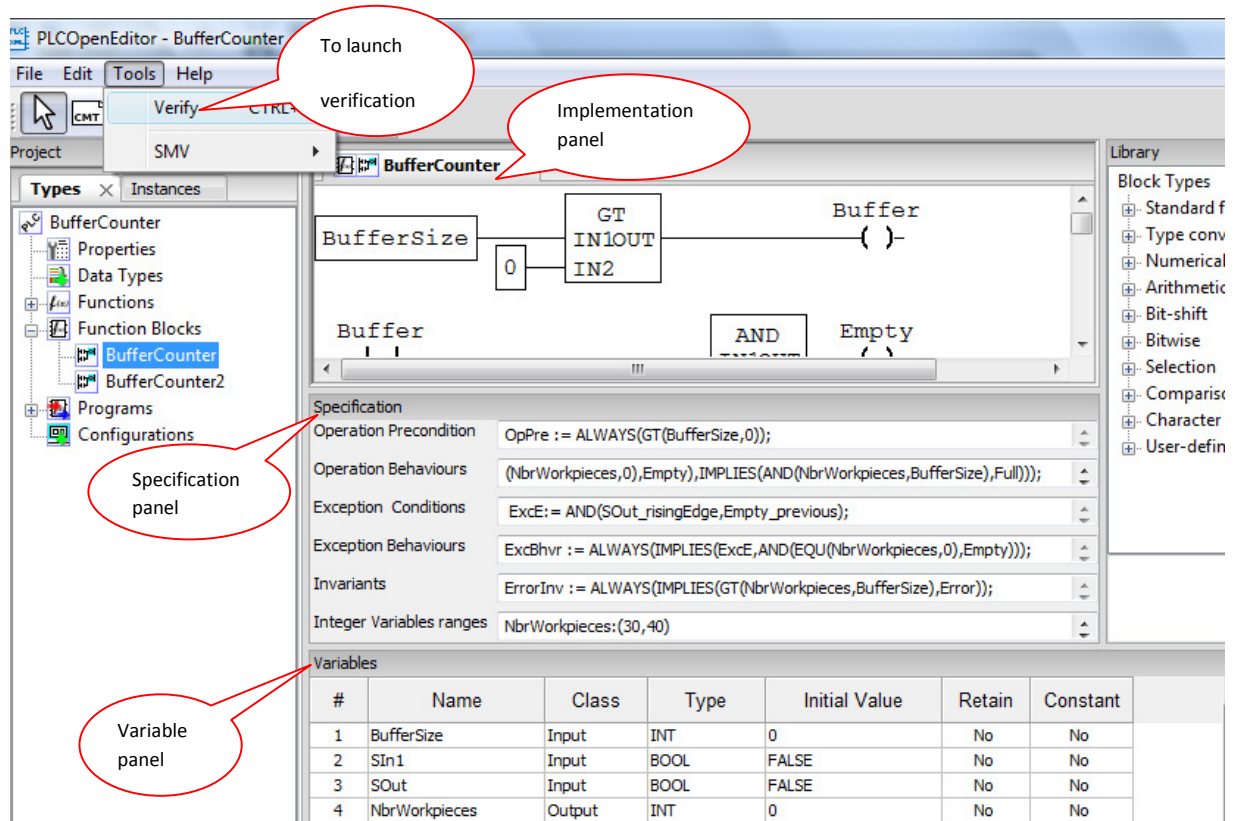 PLCOpenEditor - BufferCounter
To launch
verification
File Edit Tools Help
CMT
Verify CTRL+
SMV
Implementation
panel
Project
Types Instances
BufferCounter
Properties
Data Types
Functions
Function Blocks
BufferCounter
BufferCounter2
Programs
Configurations
BufferCounter
BufferSize
0
GT
IN1OUT
IN2
Buffer
( )
Buffer
AND
IN1OUT
Empty
( )
Library
Block Types
Standard f
Type conv
Numerical
Arithmetic
Bit-shift
Bitwise
Selection
Compariso
Character
User-defin
Specification
panel
Specification
Operation Precondition OpPre := ALWAYS(GT(BufferSize,0));
Operation Behaviours (NbrWorkpieces,0),Empty),IMPLIES(AND(NbrWorkpieces,BufferSize),Full)));
Exception Conditions ExcE:= AND(SOut_risingEdge,Empty_previous);
Exception Behaviours ExcBhvr := ALWAYS(IMPLIES(ExcE,AND(EQU(NbrWorkpieces,0),Empty)));
Invariants ErrorInv := ALWAYS(IMPLIES(GT(NbrWorkpieces,BufferSize),Error));
Integer Variables ranges NbrWorkpieces:(30,40)
Variable
panel
Variables
# Name Class Type Initial Value Retain Constant
1 BufferSize Input INT 0 No No
2 SIn1 Input BOOL FALSE No No
3 SOut Input BOOL FALSE No No
4 NbrWorkpieces Output INT 0 No No